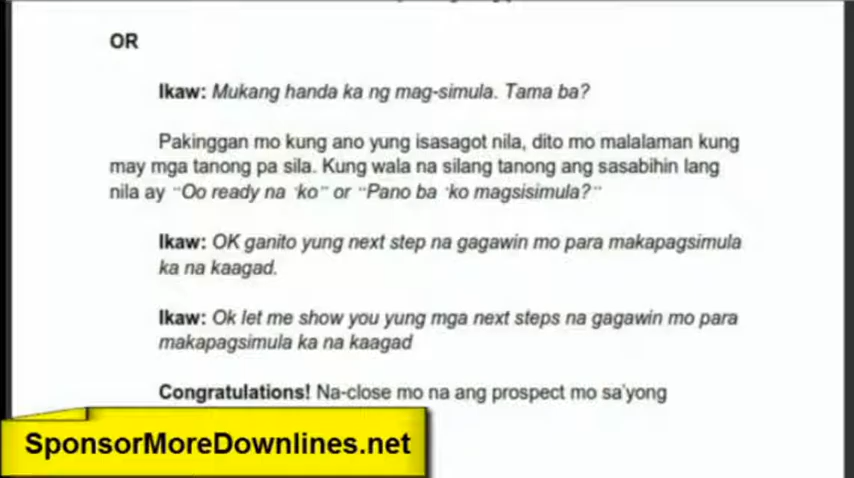 OR
Ikaw: Mukang handa ka ng mag-simula. Tama ba?
Pakinggan mo kung ano yung isasagot nila, dito mo malalaman kung
may mga tanong pa sila. Kung wala na silang tanong ang sasabihin lang
nila ay “Oo ready na ‘ko” or “Pano ba ‘ko magsisimula?”
Ikaw: OK ganito yung next step na gagawin mo para makapagsimula
ka na kaagad.
Ikaw: Ok let me show you yung mga next steps na gagawin mo para
makapagsimula ka na kaagad
Congratulations! Na-close mo na ang prospect mo sa'yong
SponsorMoreDownlines.net